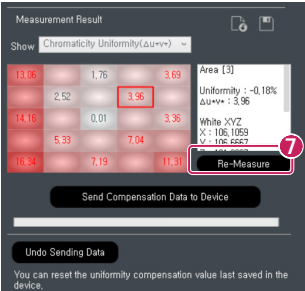 Measurement Result
Show Chromaticity Uniformity(Δu*v*)
13,06 1,76 3,69
2,52 3,96
14,16 0,01 3,36
5,33 7,04
16,34 7,19 11,31
Area [3]
Uniformity : -0,18%
Δu*v* : 3,96
White XYZ
X : 106,1059
Y : 106,6667
7
Re-Measure
Send Compensation Data to Device
Undo Sending Data
You can reset the uniformity compensation value last saved in the
device.